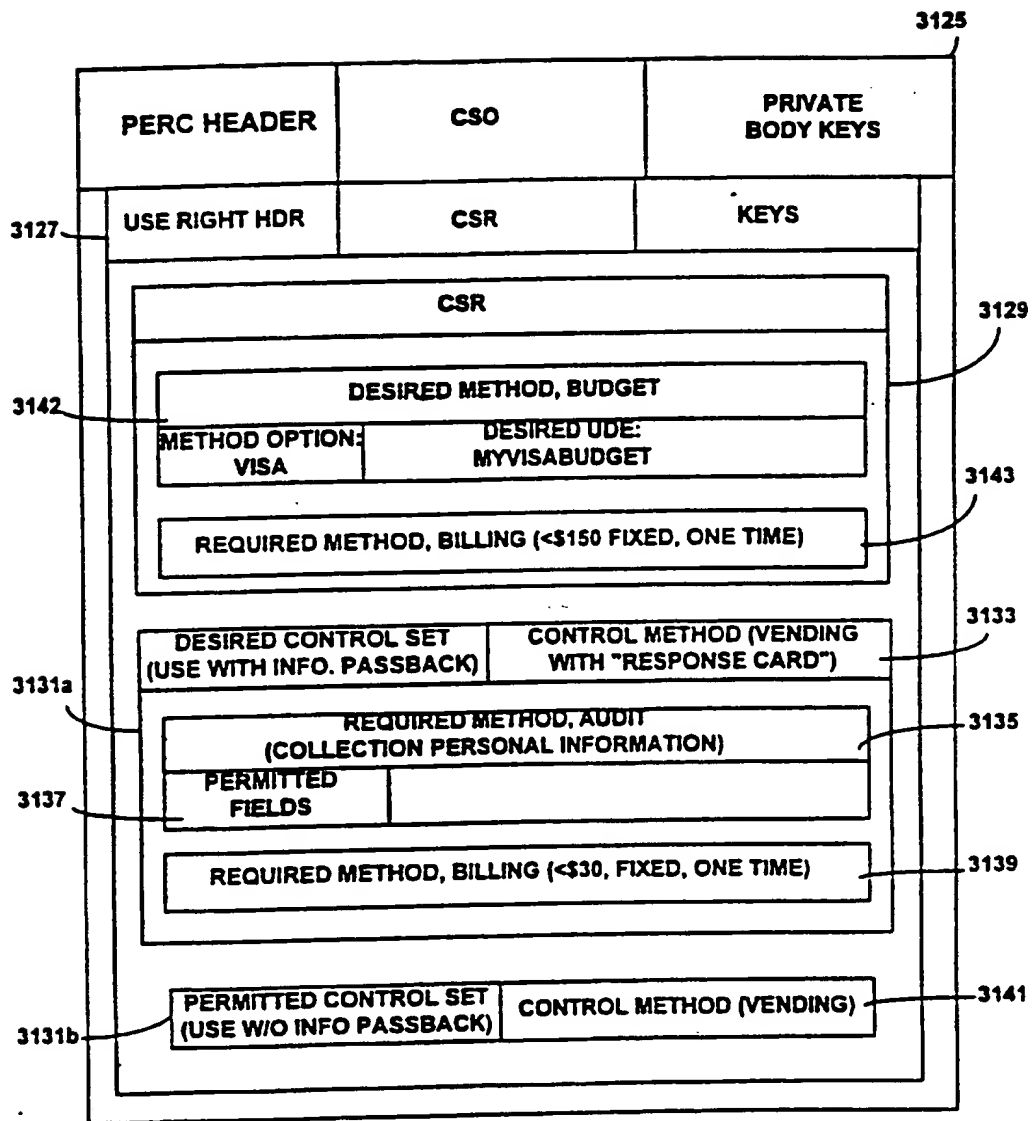 3125
PERC HEADER
CSO
PRIVATE
BODY KEYS
3127
USE RIGHT HDR
CSR
KEYS
CSR
3129
DESIRED METHOD, BUDGET
3142
METHOD OPTION:
VISA
DESIRED UDE:
MYVISABUDGET
3143
REQUIRED METHOD, BILLING (<$150 FIXED, ONE TIME)
DESIRED CONTROL SET
(USE WITH INFO. PASSBACK)
CONTROL METHOD (VENDING
WITH "RESPONSE CARD")
3133
3131a
REQUIRED METHOD, AUDIT
(COLLECTION PERSONAL INFORMATION)
3135
PERMITTED
FIELDS
3137
REQUIRED METHOD, BILLING (<$30, FIXED, ONE TIME)
3139
PERMITTED CONTROL SET
(USE W/O INFO PASSBACK)
CONTROL METHOD (VENDING)
3141
3131b